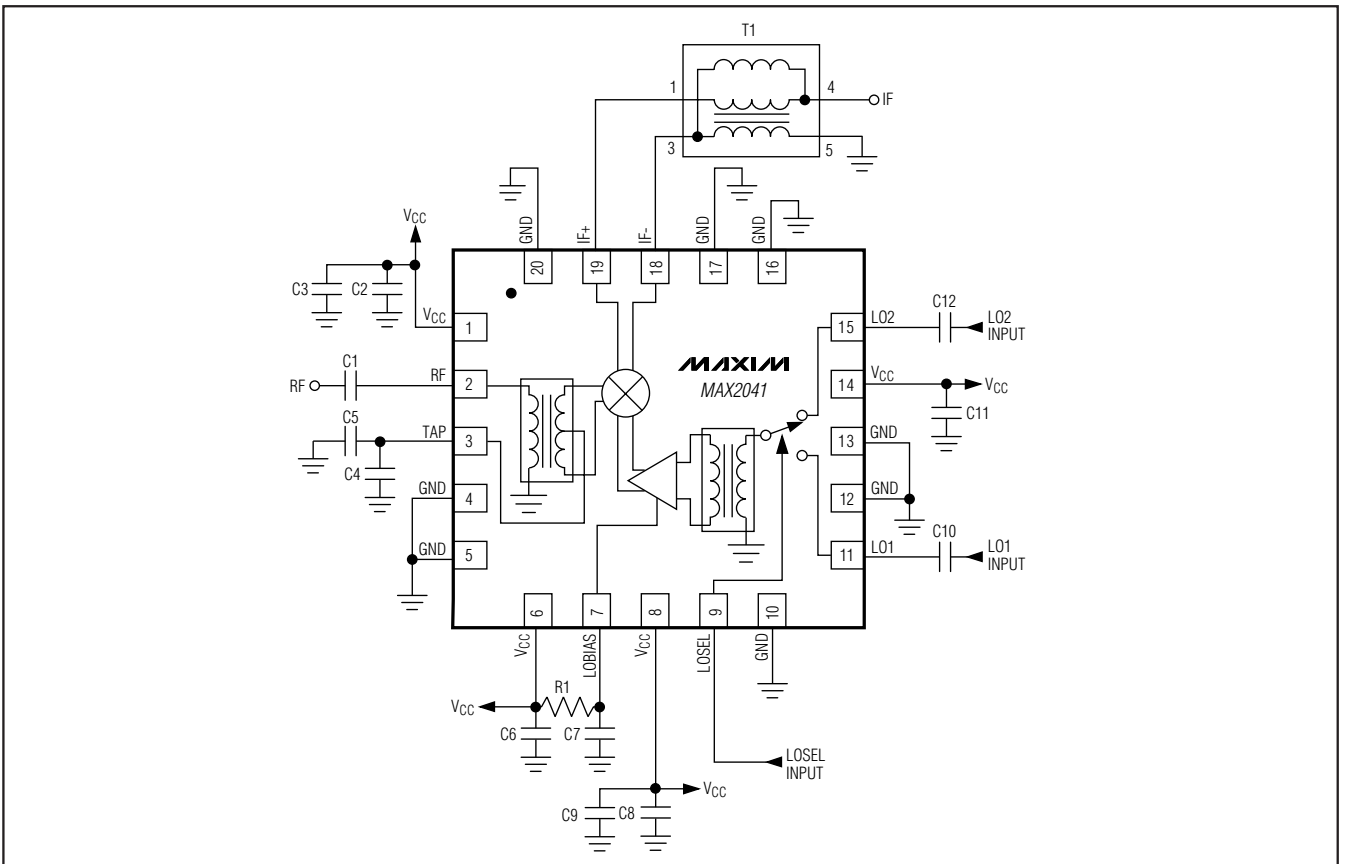 T1
1
4
IF
3
5
GND
IF+
IF-
GND
GND
20
19
18
17
16
VCC
C3
C2
VCC
1
C1
RF
RF
2
C5
TAP
3
C4
GND
4
GND
5
MAXIM
MAX2041
C12
15
LO2
LO2
INPUT
14
VCC
VCC
C11
13
GND
12
GND
C10
11
LO1
LO1
INPUT
6
7
8
9
10
VCC
LOBIAS
VCC
LOSEL
GND
R1
VCC
C6
C7
LOSEL
INPUT
VCC
C9
C8